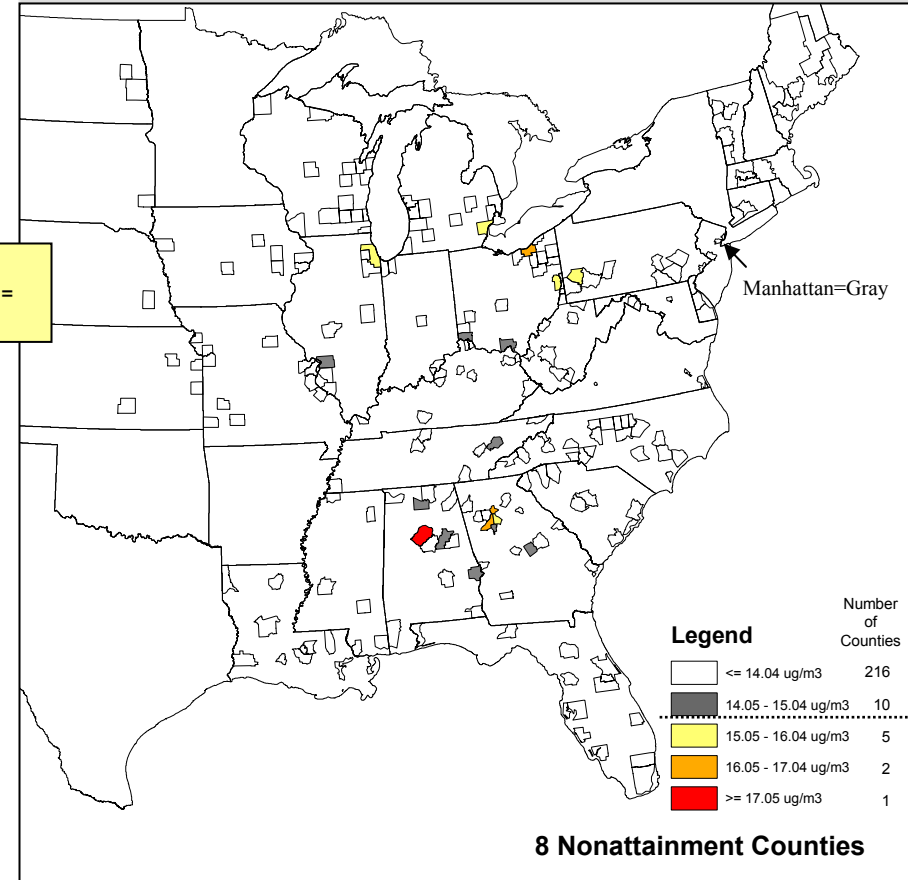 =
Manhattan=Gray
Number
of
Counties
Legend
<= 14.04 ug/m3 216
14.05 - 15.04 ug/m3 10
15.05 - 16.04 ug/m3 5
16.05 - 17.04 ug/m3 2
>= 17.05 ug/m3 1
8 Nonattainment Counties